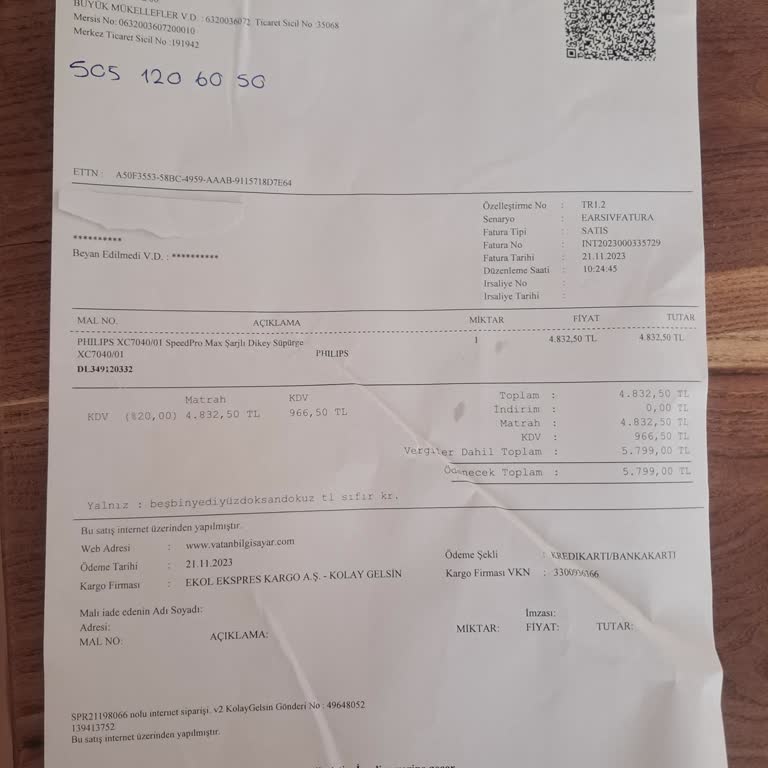 BÜYÜK MÜKELLEFLER V.D. : 6320036072 Ticaret Sicil No :35068
Mersis No: 0632003607200010
Merkez Ticaret Sicil No :191942
505 120 60 50
ETTN : A50F3553-58BC-4959-AAAB-9115718D7E64
Özelleştirme No : TR1.2
Senaryo : EARSIVFATURA
Fatura Tipi : SATIS
Fatura No : INT2023000335729
Fatura Tarihi : 21.11.2023
Düzenleme Saati : 10:24:45
Irsaliye No :
Irsaliye Tarihi :
**********
Beyan Edilmedi V.D. : **********
MAL NO. AÇIKLAMA MİKTAR FİYAT TUTAR
PHILIPS XC7040/01 SpeedPro Max Şarjlı Dikey Süpürge 1 4.832,50 TL 4.832,50 TL
XC7040/01 PHILIPS
DL349120332
Matrah KDV
KDV (%20,00) 4.832,50 TL 966,50 TL
Toplam : 4.832,50 TL
İndirim : 0,00 TL
Matrah : 4.832,50 TL
KDV : 966,50 TL
Vergiler Dahil Toplam : 5.799,00 TL
Ödenecek Toplam : 5.799,00 TL
Yalnız : beşbinyediyüzdoksandokuz tl sıfır kr.
Bu satış internet üzerinden yapılmıştır.
Web Adresi : www.vatanbilgisayar.com
Ödeme Tarihi : 21.11.2023
Kargo Firması : EKOL EKSPRES KARGO A.Ş. - KOLAY GELSİN
Ödeme Şekli : KREDIKARTI/BANKAKARTI
Kargo Firması VKN :
Malı iade edenin Adı Soyadı: İmzası:
Adresi:
MAL NO: AÇIKLAMA: MİKTAR: FİYAT: TUTAR:
SPR21198066 nolu internet siparişi. v2 KolayGelsin Gönderi No : 49648052
139413752
Bu satış internet üzerinden yapılmıştır.